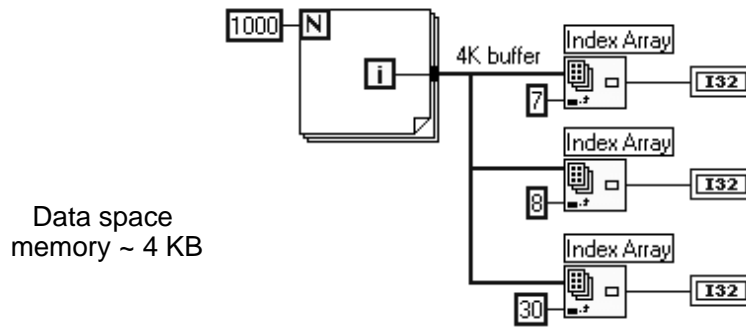 1000 N
i
4K buffer
Index Array
7
I32
Index Array
8
I32
Index Array
30
I32
Data space
memory ~ 4 KB